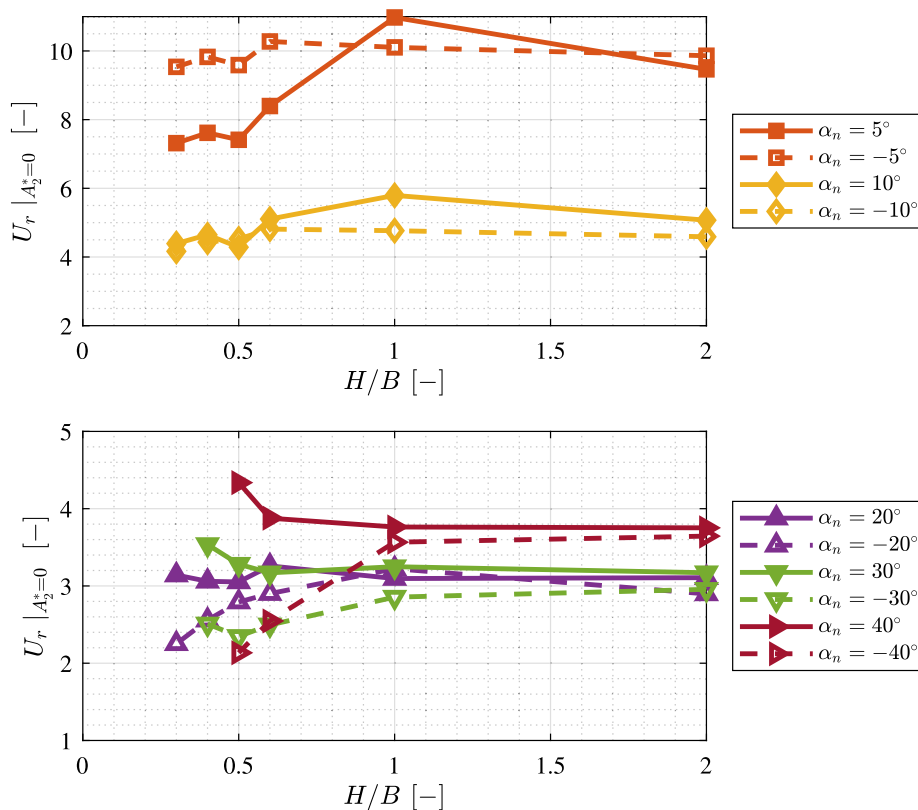 10
8
6
4
2
U_r |_{A_2^*=0} [−]
0
0.5
1
1.5
2
H/B [−]
α_n = 5°
α_n = −5°
α_n = 10°
α_n = −10°
5
4
3
2
1
U_r |_{A_2^*=0} [−]
0
0.5
1
1.5
2
H/B [−]
α_n = 20°
α_n = −20°
α_n = 30°
α_n = −30°
α_n = 40°
α_n = −40°